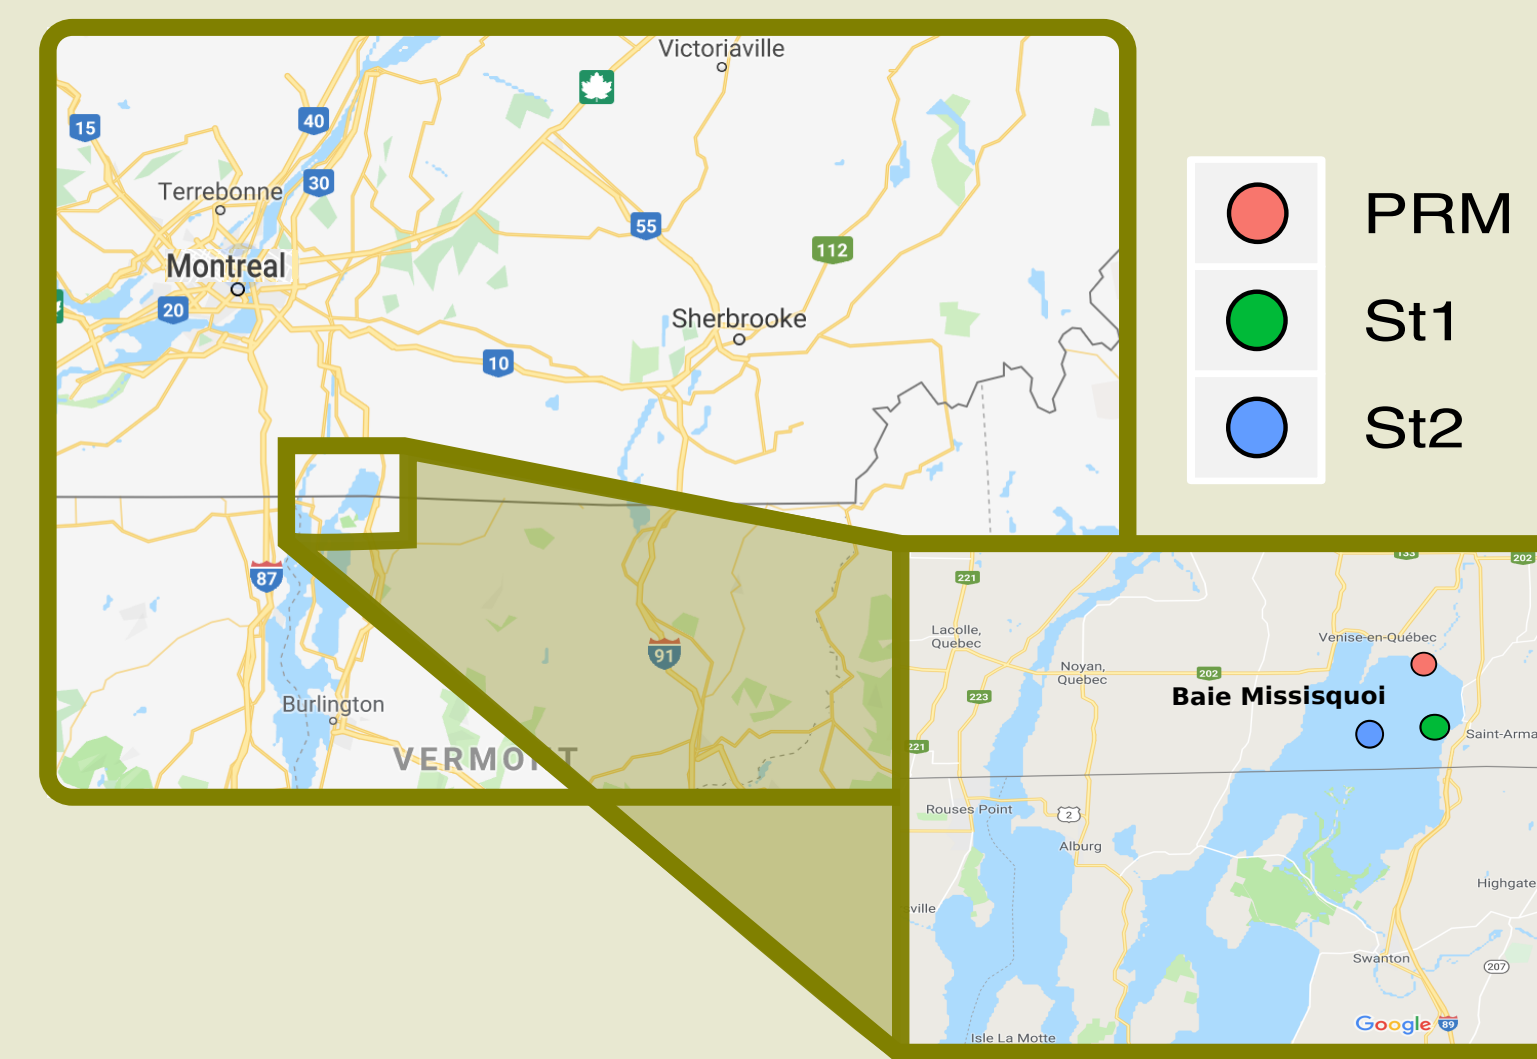 Victoriaville
15
40
Terrebonne
30
55
112
Montreal
20
Sherbrooke
10
87
91
Burlington
VERMONT
PRM
St1
St2
133
202
221
Lacolle,
Quebec
Venise-en-Québec
Noyan,
Quebec
202
223
Baie Missisquoi
221
Saint-Arma
Rouses Point
2
Alburg
Highgate
ville
Swanton
207
Google
89
Isle La Motte